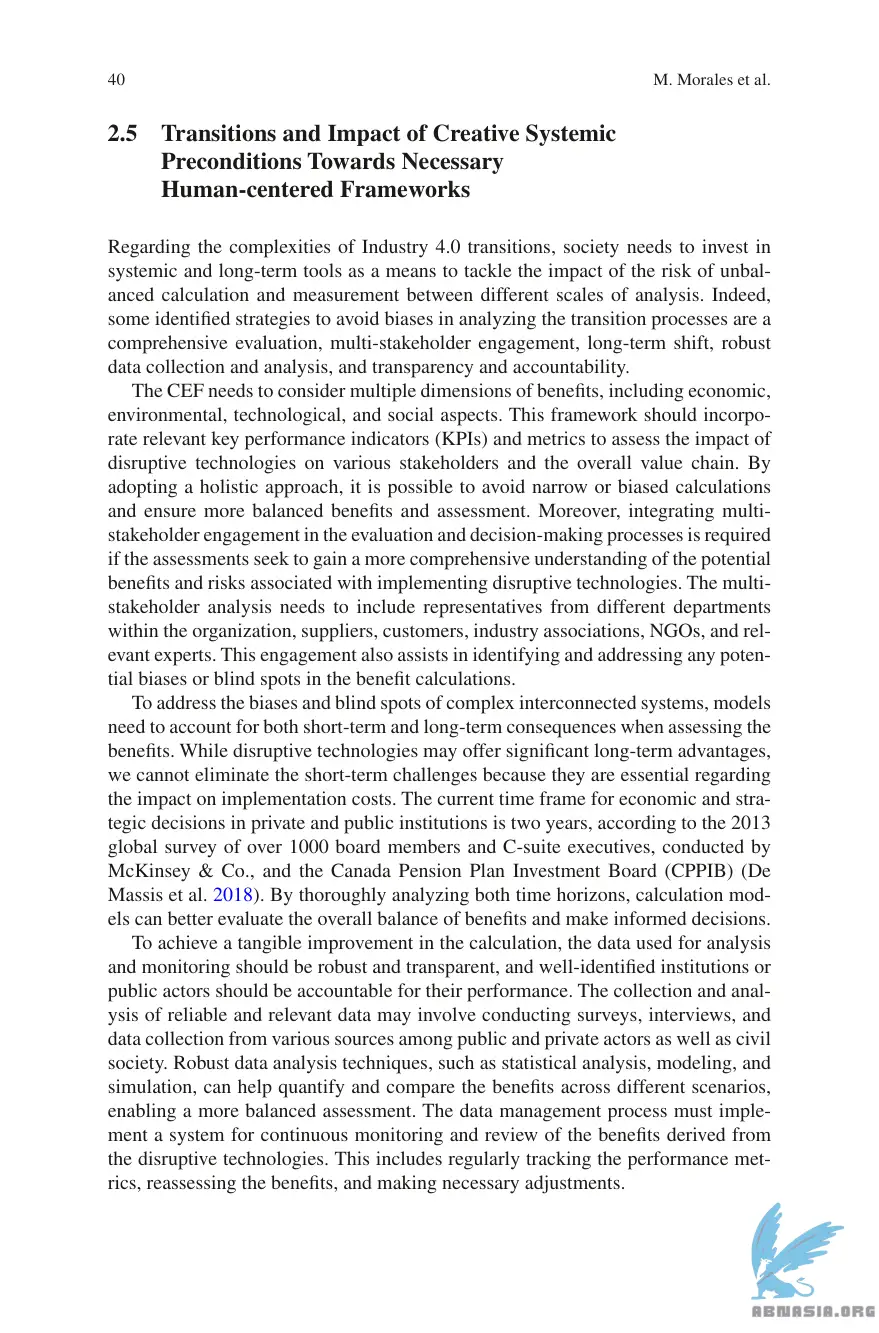 40
M. Morales et al.
2.5 Transitions and Impact of Creative Systemic
Preconditions Towards Necessary
Human-centered Frameworks
Regarding the complexities of Industry 4.0 transitions, society needs to invest in
systemic and long-term tools as a means to tackle the impact of the risk of unbal-
anced calculation and measurement between different scales of analysis. Indeed,
some identified strategies to avoid biases in analyzing the transition processes are a
comprehensive evaluation, multi-stakeholder engagement, long-term shift, robust
data collection and analysis, and transparency and accountability.
The CEF needs to consider multiple dimensions of benefits, including economic,
environmental, technological, and social aspects. This framework should incorpo-
rate relevant key performance indicators (KPIs) and metrics to assess the impact of
disruptive technologies on various stakeholders and the overall value chain. By
adopting a holistic approach, it is possible to avoid narrow or biased calculations
and ensure more balanced benefits and assessment. Moreover, integrating multi-
stakeholder engagement in the evaluation and decision-making processes is required
if the assessments seek to gain a more comprehensive understanding of the potential
benefits and risks associated with implementing disruptive technologies. The multi-
stakeholder analysis needs to include representatives from different departments
within the organization, suppliers, customers, industry associations, NGOs, and rel-
evant experts. This engagement also assists in identifying and addressing any poten-
tial biases or blind spots in the benefit calculations.
To address the biases and blind spots of complex interconnected systems, models
need to account for both short-term and long-term consequences when assessing the
benefits. While disruptive technologies may offer significant long-term advantages,
we cannot eliminate the short-term challenges because they are essential regarding
the impact on implementation costs. The current time frame for economic and stra-
tegic decisions in private and public institutions is two years, according to the 2013
global survey of over 1000 board members and C-suite executives, conducted by
McKinsey & Co., and the Canada Pension Plan Investment Board (CPPIB) (De
Massis et al. 2018). By thoroughly analyzing both time horizons, calculation mod-
els can better evaluate the overall balance of benefits and make informed decisions.
To achieve a tangible improvement in the calculation, the data used for analysis
and monitoring should be robust and transparent, and well-identified institutions or
public actors should be accountable for their performance. The collection and anal-
ysis of reliable and relevant data may involve conducting surveys, interviews, and
data collection from various sources among public and private actors as well as civil
society. Robust data analysis techniques, such as statistical analysis, modeling, and
simulation, can help quantify and compare the benefits across different scenarios,
enabling a more balanced assessment. The data management process must imple-
ment a system for continuous monitoring and review of the benefits derived from
the disruptive technologies. This includes regularly tracking the performance met-
rics, reassessing the benefits, and making necessary adjustments.
ABNASIA.ORG